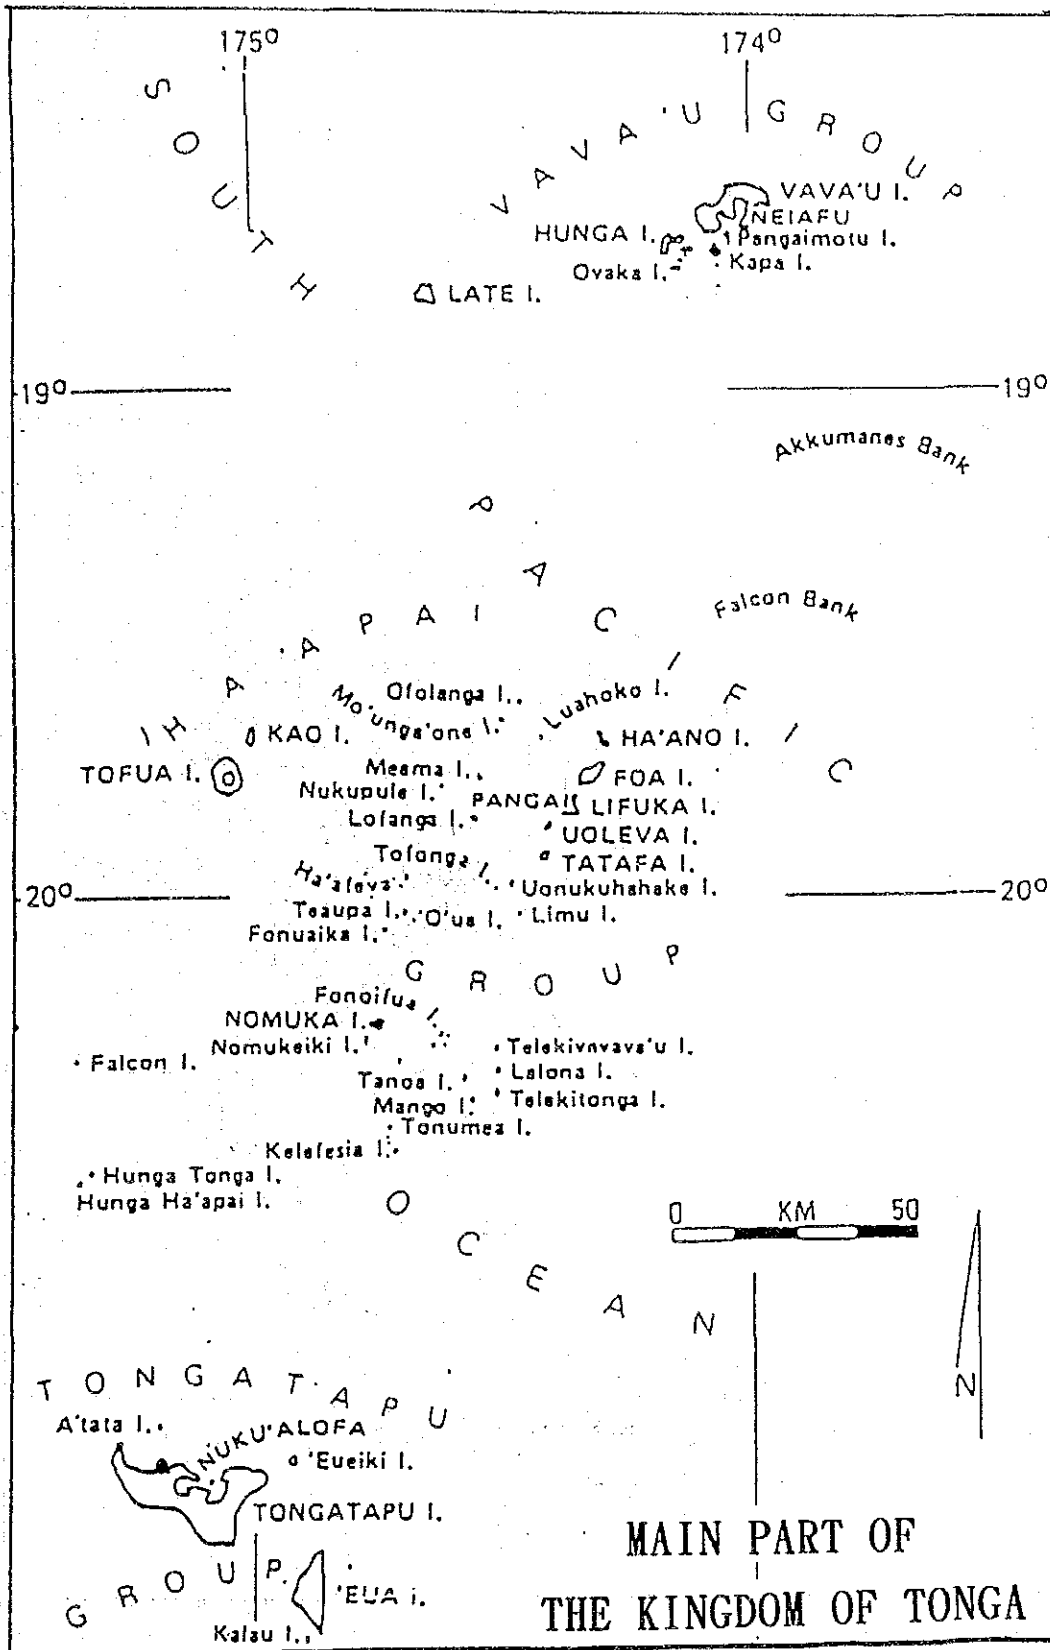 175° 174°
SOUTH
VAVA'U GROUP
VAVA'U I.
NEIAFU
HUNGA I.
Pangaimotu I.
Ovaka I.
Kapa I.
LATE I.
19° 19°
Akkumanes Bank
PACIFIC
Falcon Bank
HA'APAI
Ofolanga I.
Luahoko I.
Mo'unga'one I.
KAO I.
HA'ANO I.
TOFUA I.
Meama I.
FOA I.
Nukupule I.
PANGAI
LIFUKA I.
Lofanga I.
UOLEVA I.
Tofanga I.
TATAFA I.
Ha'afeva
Uonukuhahake I.
20° 20°
Teaupa I.
'O'ua I.
Limu I.
Fonuaika I.
GROUP
Fonoifua I.
NOMUKA I.
Nomukeiki I.
Telekivavava'u I.
Falcon I.
Lalona I.
Tanoa I.
Mango I.
Telekitonga I.
Tonumea I.
Kelefesia I.
Hunga Tonga I.
Hunga Ha'apai I.
OCEAN
0 KM 50
N
TONGATAPU
A'tata I.
NUKU'ALOFA
'Eueiki I.
TONGATAPU I.
GROUP.
'EUA i.
Kalau I.
MAIN PART OF
THE KINGDOM OF TONGA